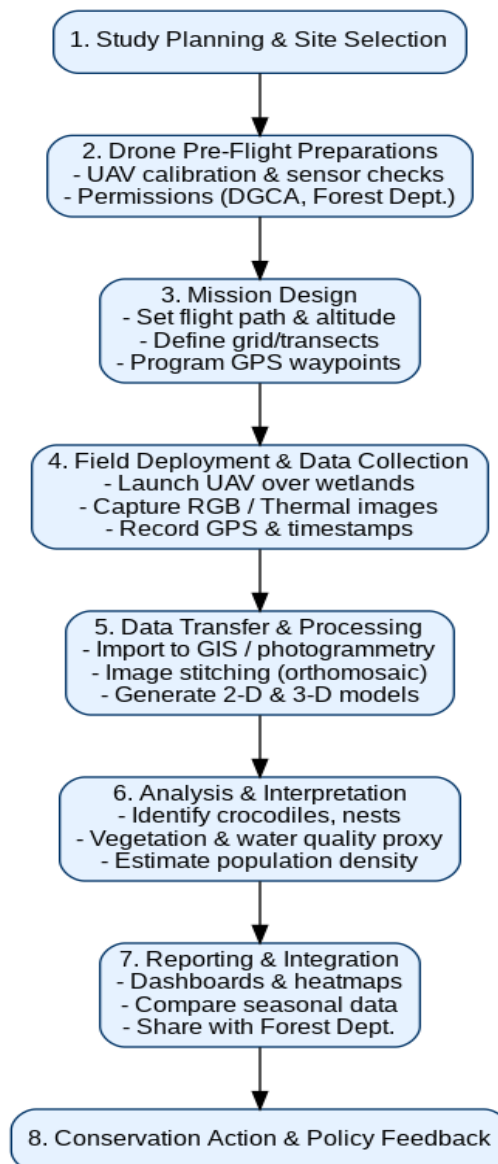 1. Study Planning & Site Selection
2. Drone Pre-Flight Preparations
- UAV calibration & sensor checks
- Permissions (DGCA, Forest Dept.)
3. Mission Design
- Set flight path & altitude
- Define grid/transects
- Program GPS waypoints
4. Field Deployment & Data Collection
- Launch UAV over wetlands
- Capture RGB / Thermal images
- Record GPS & timestamps
5. Data Transfer & Processing
- Import to GIS / photogrammetry
- Image stitching (orthomosaic)
- Generate 2-D & 3-D models
6. Analysis & Interpretation
- Identify crocodiles, nests
- Vegetation & water quality proxy
- Estimate population density
7. Reporting & Integration
- Dashboards & heatmaps
- Compare seasonal data
- Share with Forest Dept.
8. Conservation Action & Policy Feedback